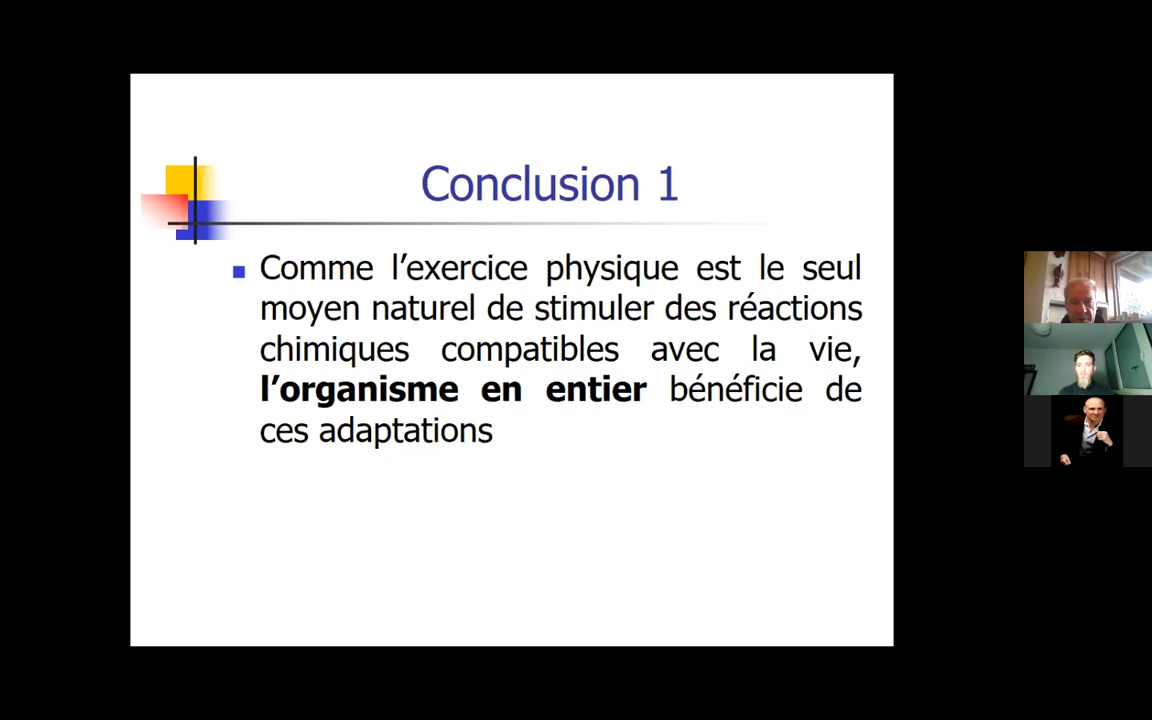 Conclusion 1
Comme l’exercice physique est le seul
moyen naturel de stimuler des réactions
chimiques compatibles avec la vie,
l’organisme en entier bénéficie de
ces adaptations